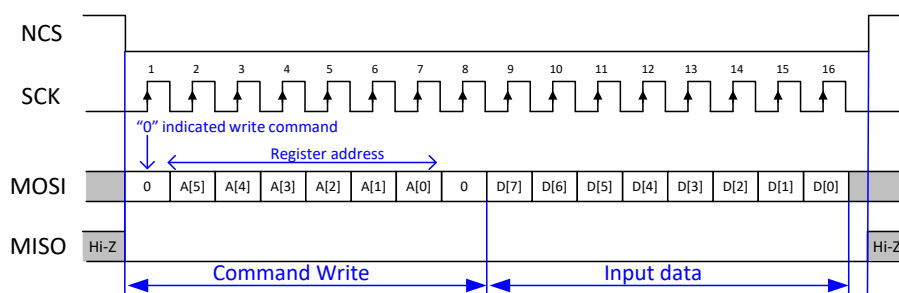 NCS
1 2 3 4 5 6 7 8 9 10 11 12 13 14 15 16
SCK
“0” indicated write command
Register address
MOSI 0 A[5] A[4] A[3] A[2] A[1] A[0] 0 D[7] D[6] D[5] D[4] D[3] D[2] D[1] D[0]
MISO Hi-Z Hi-Z
Command Write Input data